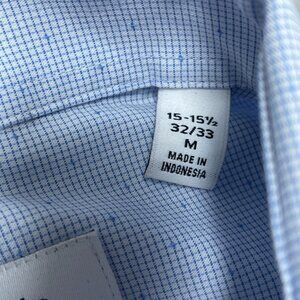 15-15½
32/33
M
MADE IN
INDONESIA